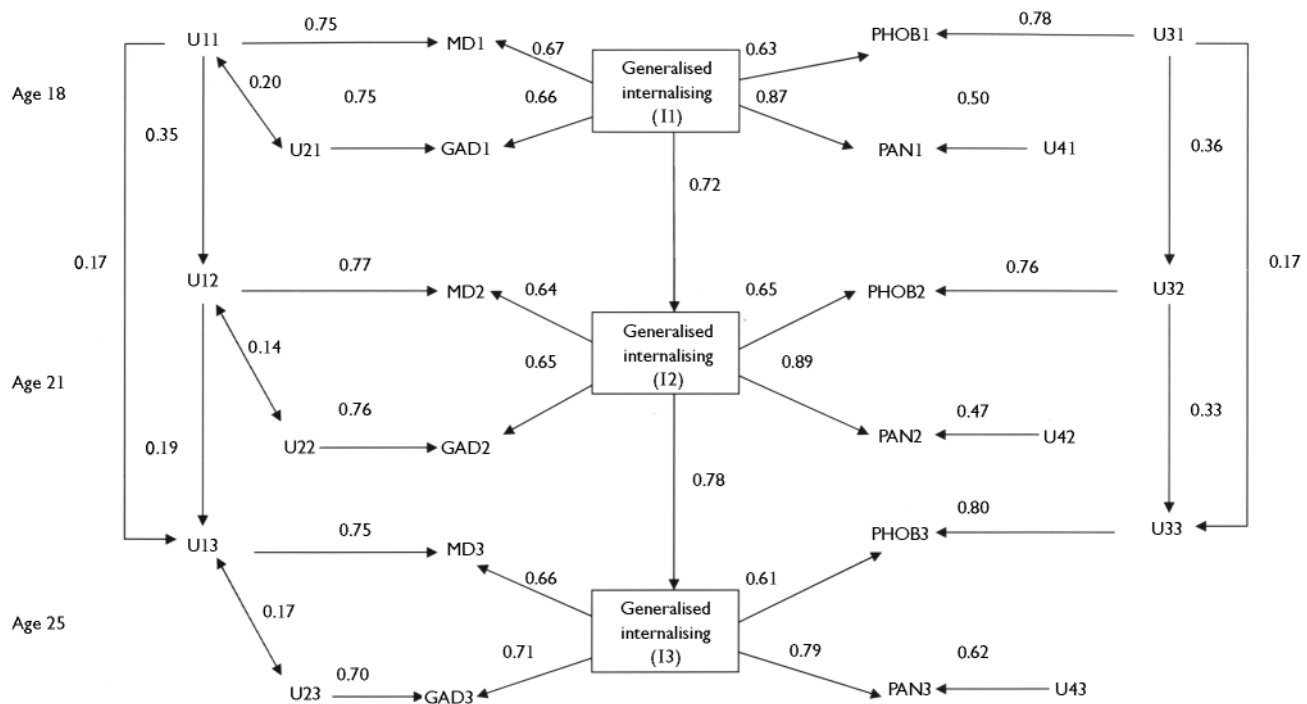 0.75
0.78
U11
MD1
PHOB1
U31
0.67
0.63
Generalised
internalising
(I1)
Age 18
0.20
0.75
0.66
0.87
0.50
0.35
0.36
U21
GAD1
PAN1
U41
0.72
0.17
0.17
U12
0.77
0.76
MD2
0.64
0.65
PHOB2
U32
Generalised
internalising
(I2)
0.14
0.65
0.89
Age 21
0.76
0.47
0.33
0.19
U22
GAD2
PAN2
U42
0.78
0.80
U13
0.75
MD3
PHOB3
U33
0.66
0.61
Generalised
internalising
(I3)
Age 25
0.17
0.71
0.79
0.62
U23
0.70
GAD3
PAN3
U43